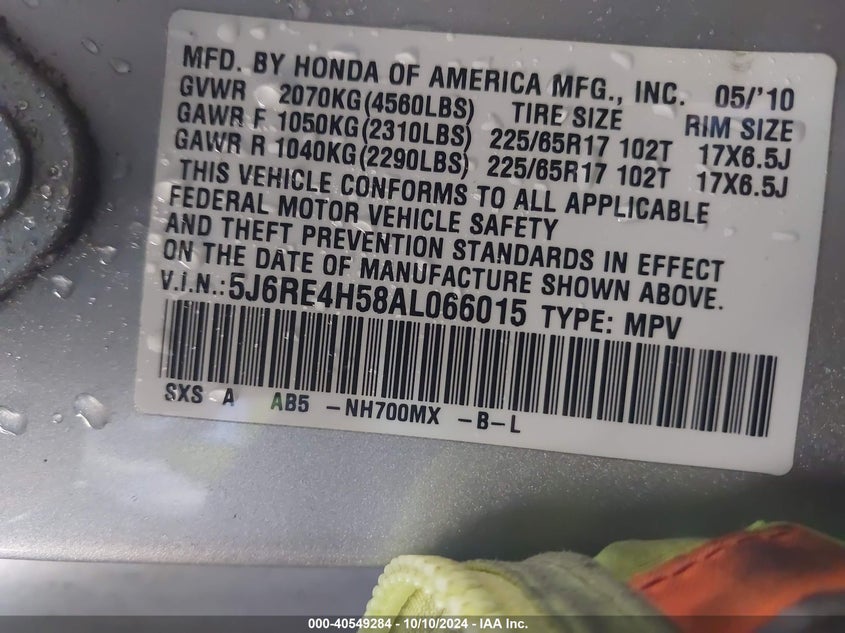 MFD. BY HONDA OF AMERICA MFG., INC. 05/'10
GVWR 2070KG(4560LBS) TIRE SIZE RIM SIZE
GAWR F 1050KG(2310LBS) 225/65R17 102T 17X6.5J
GAWR R 1040KG(2290LBS) 225/65R17 102T 17X6.5J
THIS VEHICLE CONFORMS TO ALL APPLICABLE
FEDERAL MOTOR VEHICLE SAFETY
AND THEFT PREVENTION STANDARDS IN EFFECT
ON THE DATE OF MANUFACTURE SHOWN ABOVE.
V.I.N.: 5J6RE4H58AL066015 TYPE: MPV
SXS A AB5 -NH700MX -B-L
000-40549284 - 10/10/2024 - IAA Inc.